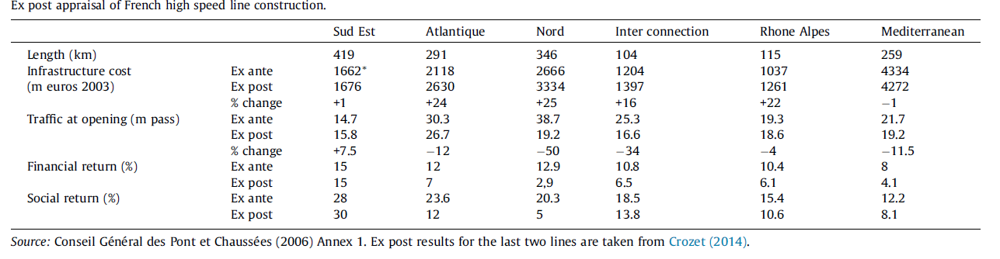 Ex post appraisal of French high speed line construction.
Sud Est Atlantique Nord Inter connection Rhone Alpes Mediterranean
Length (km) 419 291 346 104 115 259
Infrastructure cost Ex ante 1662* 2118 2666 1204 1037 4334
(m euros 2003) Ex post 1676 2630 3334 1397 1261 4272
% change +1 +24 +25 +16 +22 −1
Traffic at opening (m pass) Ex ante 14.7 30.3 38.7 25.3 19.3 21.7
Ex post 15.8 26.7 19.2 16.6 18.6 19.2
% change +7.5 −12 −50 −34 −4 −11.5
Financial return (%) Ex ante 15 12 12.9 10.8 10.4 8
Ex post 15 7 2,9 6.5 6.1 4.1
Social return (%) Ex ante 28 23.6 20.3 18.5 15.4 12.2
Ex post 30 12 5 13.8 10.6 8.1
Source: Conseil Général des Pont et Chaussées (2006) Annex 1. Ex post results for the last two lines are taken from Crozet (2014).